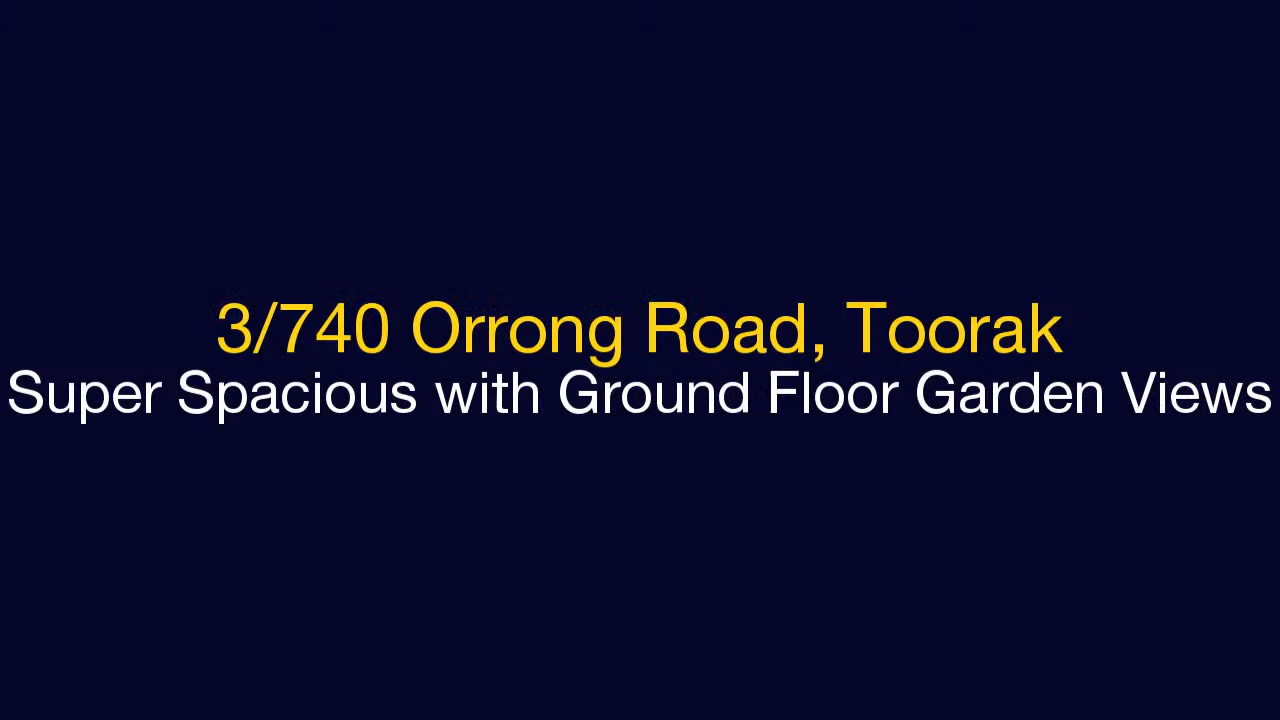 3/740 Orrong Road, Toorak
Super Spacious with Ground Floor Garden Views